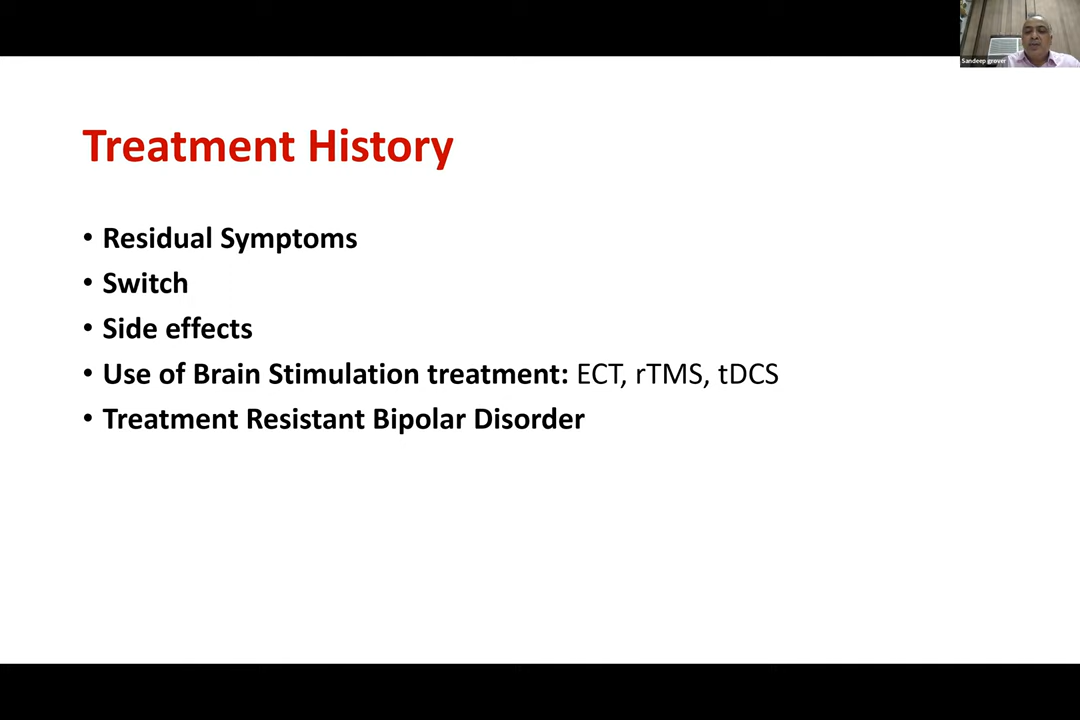 Sandeep grover
Treatment History
• Residual Symptoms
• Switch
• Side effects
• Use of Brain Stimulation treatment: ECT, rTMS, tDCS
• Treatment Resistant Bipolar Disorder